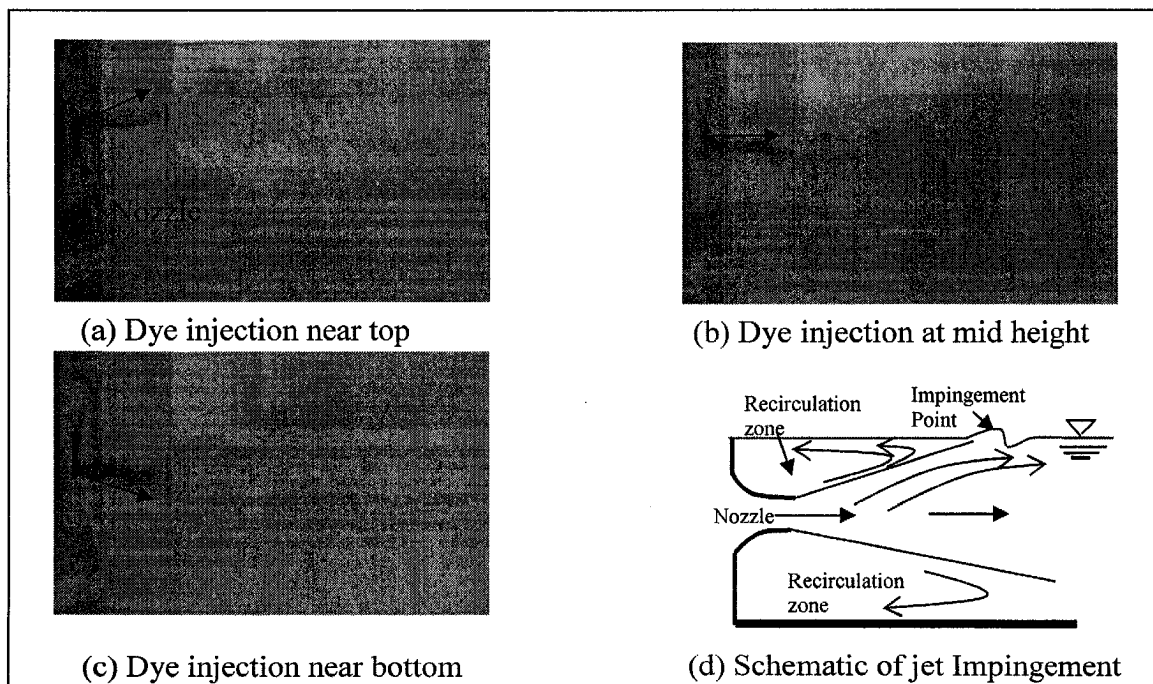 Nozzle
(a) Dye injection near top
(b) Dye injection at mid height
(c) Dye injection near bottom
Recirculation
zone
Impingement
Point
Nozzle
Recirculation
zone
(d) Schematic of jet Impingement